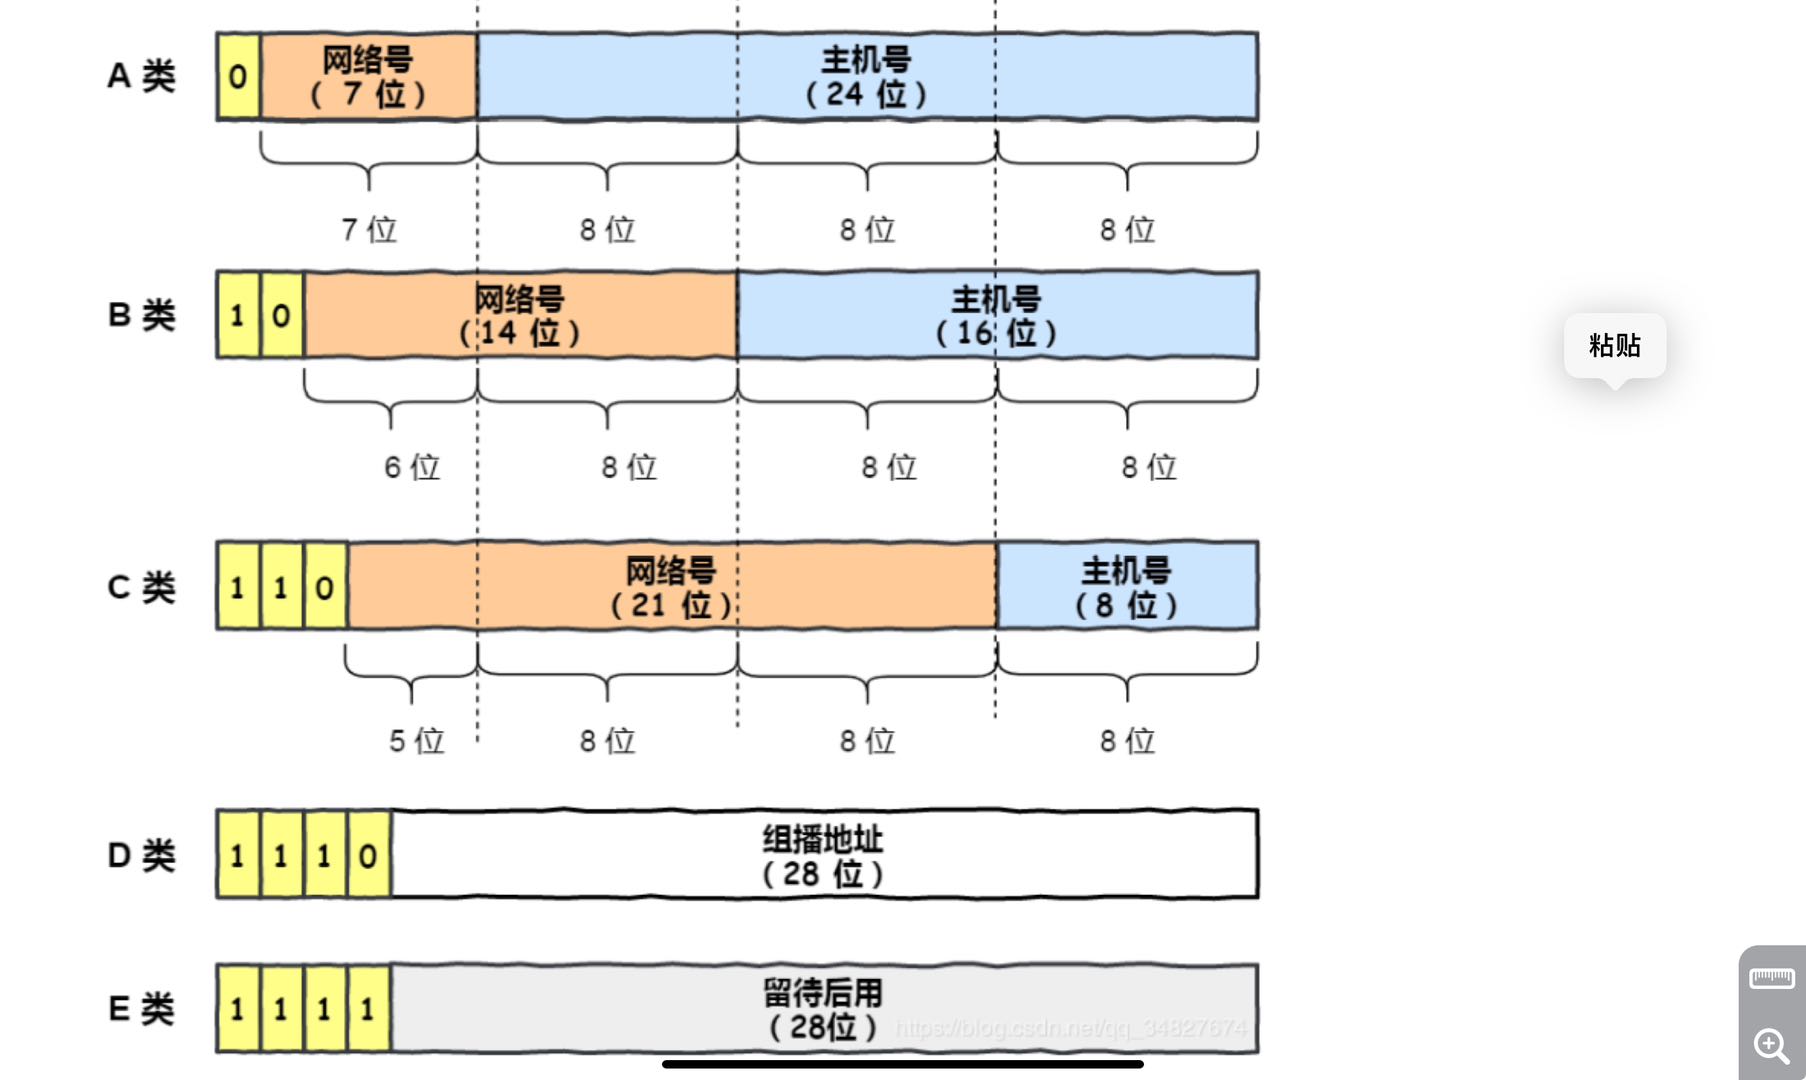 A 类
0
网络号
（ 7 位）
主机号
（24 位）
7 位
8 位
8 位
8 位
B 类
1 0
网络号
（14 位）
主机号
（16 位）
6 位
8 位
8 位
8 位
粘贴
C 类
1 1 0
网络号
（21 位）
主机号
（8 位）
5 位
8 位
8 位
8 位
D 类
1 1 1 0
组播地址
（28 位）
E 类
1 1 1 1
留待后用
（28位）
https://blog.csdn.net/qq_34827674